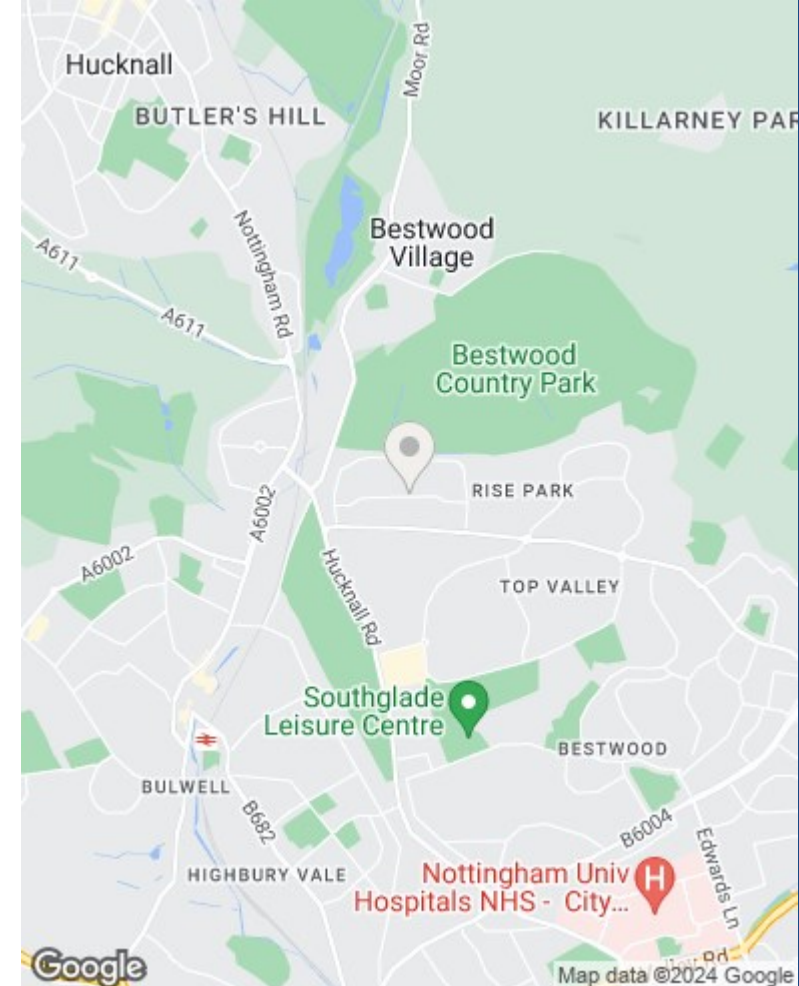 Hucknall
Moor Rd
BUTLER'S HILL
KILLARNEY PAR
Nottingham Rd
Bestwood
Village
A611
A611
Bestwood
Country Park
RISE PARK
A6002
A6002
Hucknall Rd
TOP VALLEY
Southglade
Leisure Centre
BESTWOOD
BULWELL
B682
B6004
Edwards Ln
HIGHBURY VALE
Nottingham Univ
Hospitals NHS - City...
H
Rd
Google
Map data ©2024 Google